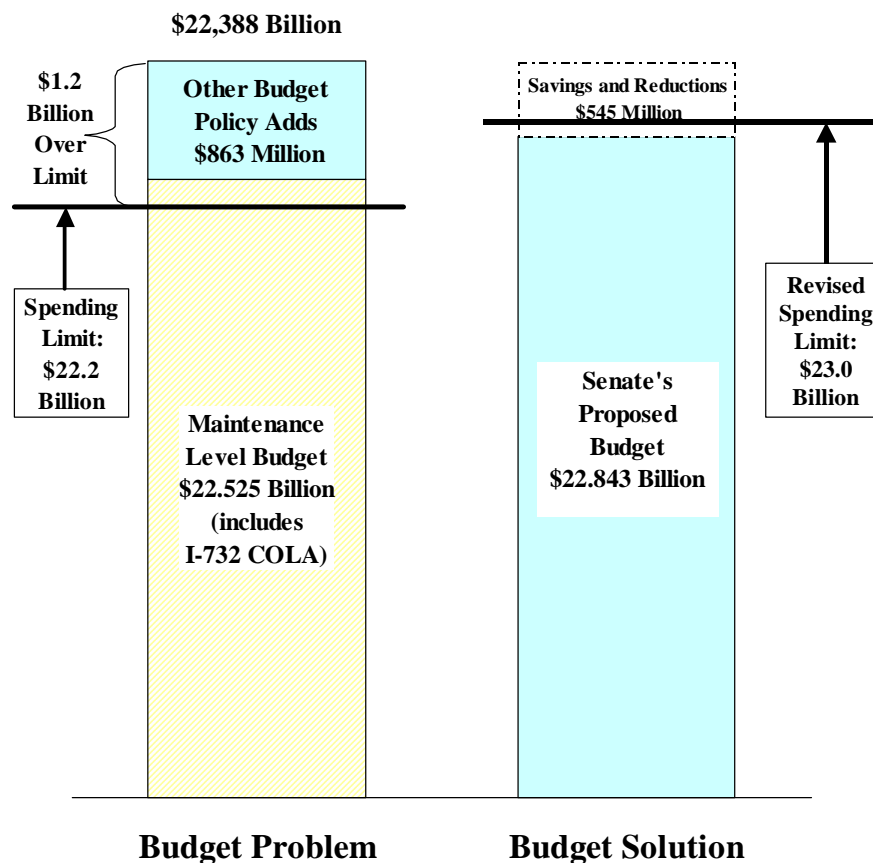 $22,388 Billion
$1.2
Billion
Over
Limit
Other Budget
Policy Adds
$863 Million
Spending
Limit:
$22.2
Billion
Maintenance
Level Budget
$22.525 Billion
(includes
I-732 COLA)
Budget Problem
Savings and Reductions
$545 Million
Revised
Spending
Limit:
$23.0
Billion
Senate's
Proposed
Budget
$22.843 Billion
Budget Solution